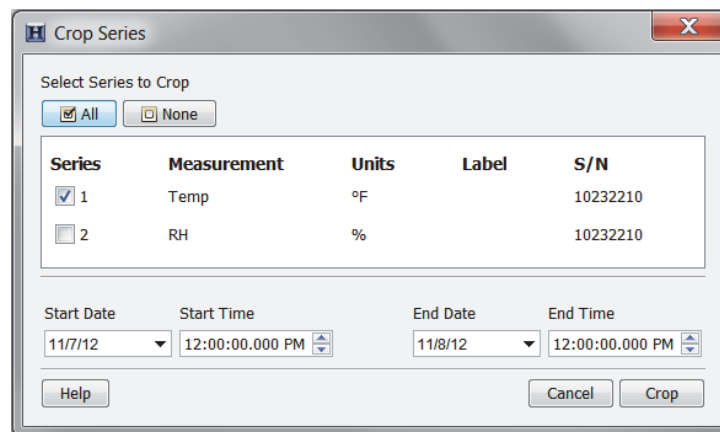 H Crop Series
Select Series to Crop
All None
Series Measurement Units Label S/N
1 Temp ºF 10232210
2 RH % 10232210
Start Date Start Time End Date End Time
11/7/12 12:00:00.000 PM 11/8/12 12:00:00.000 PM
Help Cancel Crop